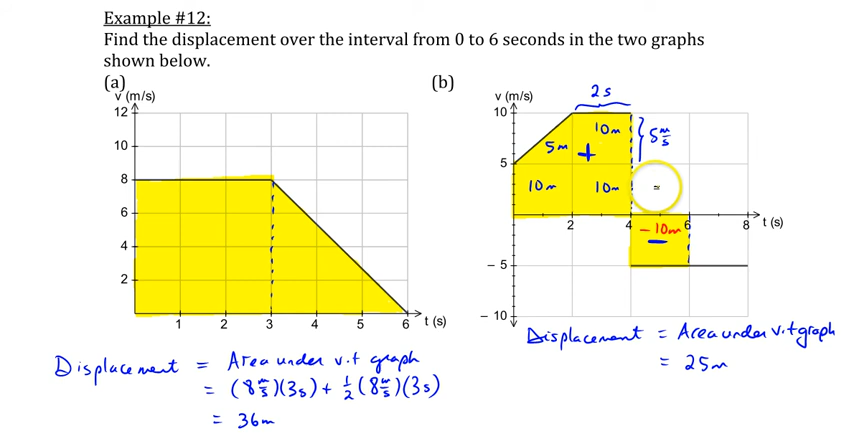 Example #12:
Find the displacement over the interval from 0 to 6 seconds in the two graphs
shown below.
(a)
v (m/s)
12
10
8
6
4
2
1 2 3 4 5 6 t (s)
Displacement = Area under v.t graph
= (8 m/s)(3s) + 1/2 (8 m/s)(3s)
= 36m
(b)
v (m/s)
2s
10
10m
5 m/s
5m
+
5
10m 10m
2 4 6 8 t (s)
- 10m
−
- 5
- 10
Displacement = Area under v.t graph
= 25m